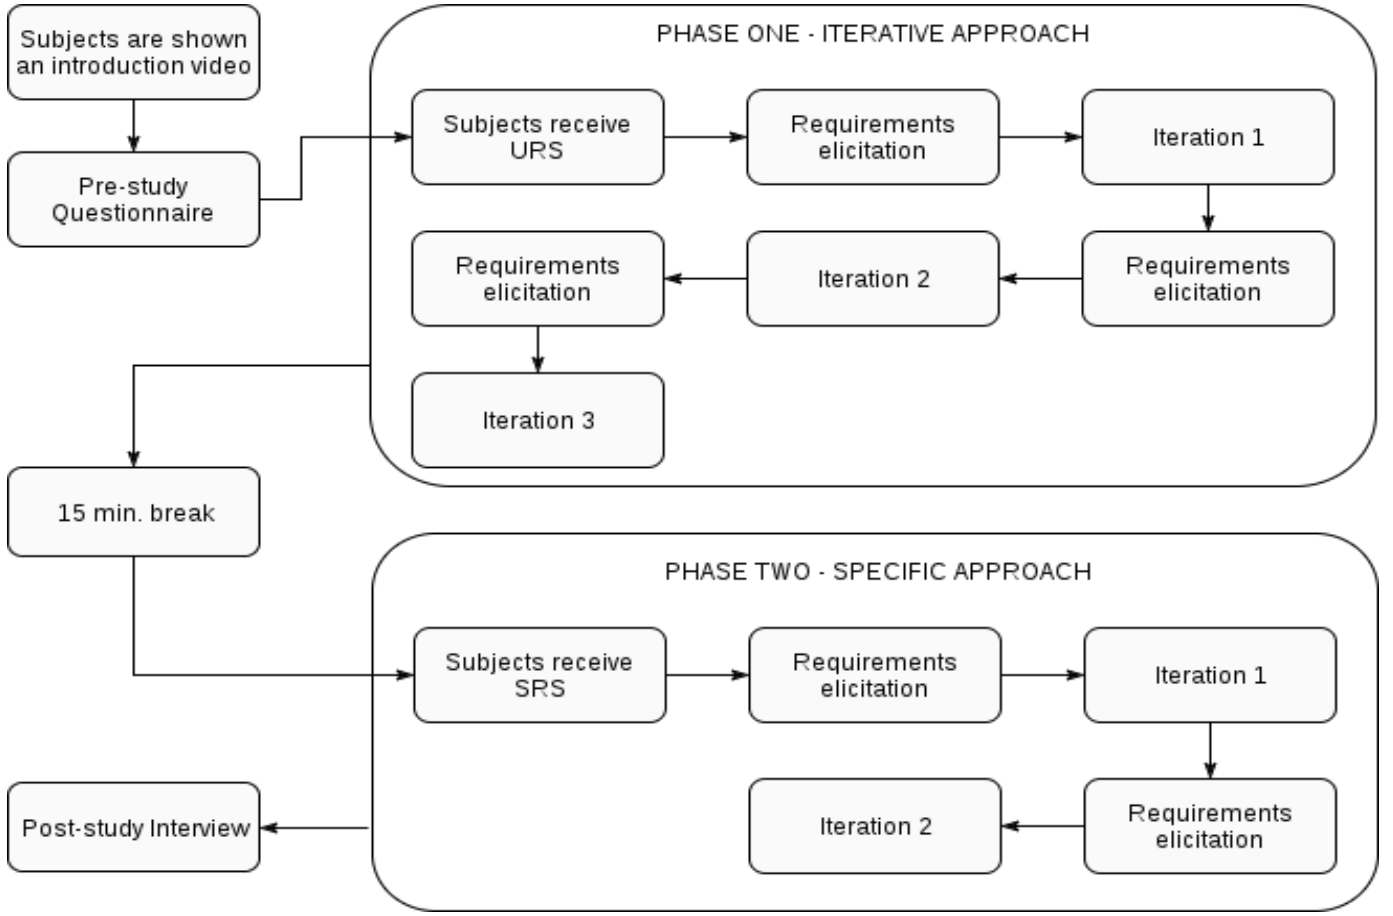 Subjects are shown
an introduction video
Pre-study
Questionnaire
PHASE ONE - ITERATIVE APPROACH
Subjects receive
URS
Requirements
elicitation
Iteration 1
Requirements
elicitation
Iteration 2
Requirements
elicitation
Iteration 3
15 min. break
PHASE TWO - SPECIFIC APPROACH
Subjects receive
SRS
Requirements
elicitation
Iteration 1
Requirements
elicitation
Iteration 2
Post-study Interview